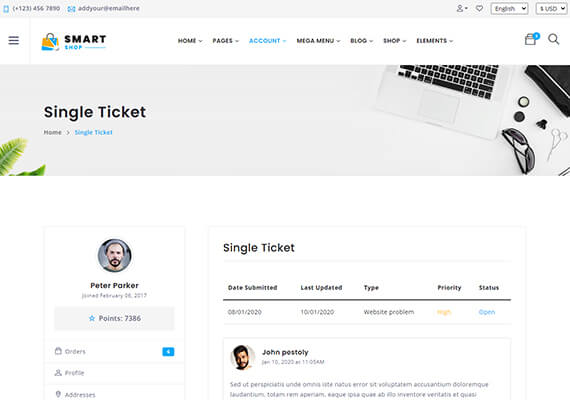 (+123) 456 7890 addyour@emailhere English $ USD
SMART
SHOP
HOME PAGES ACCOUNT MEGA MENU BLOG SHOP ELEMENTS
Single Ticket
Home > Single Ticket
Peter Parker
Joined February 06, 2017
Points: 7386
Orders
Profile
Addresses
Single Ticket
Date Submitted Last Updated Type Priority Status
08/01/2020 10/01/2020 Website problem High Open
John pestoly
Jan 10, 2020 at 11:05AM
Sed ut perspiciatis unde omnis iste natus error sit voluptatem accusantium doloremque
laudantium, totam rem aperiam, eaque ipsa quae ab illo inventore veritatis et quasi